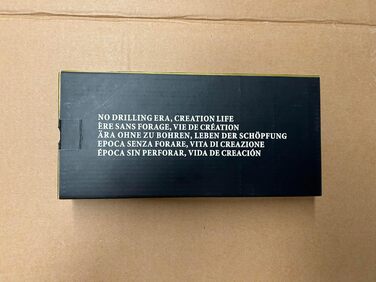 NO DRILLING ERA, CREATION LIFE
ÈRE SANS FORAGE, VIE DE CRÉATION
ÄRA OHNE ZU BOHREN, LEBEN DER SCHÖPFUNG
EPOCA SENZA FORARE, VITA DI CREAZIONE
ÉPOCA SIN PERFORAR, VIDA DE CREACIÓN